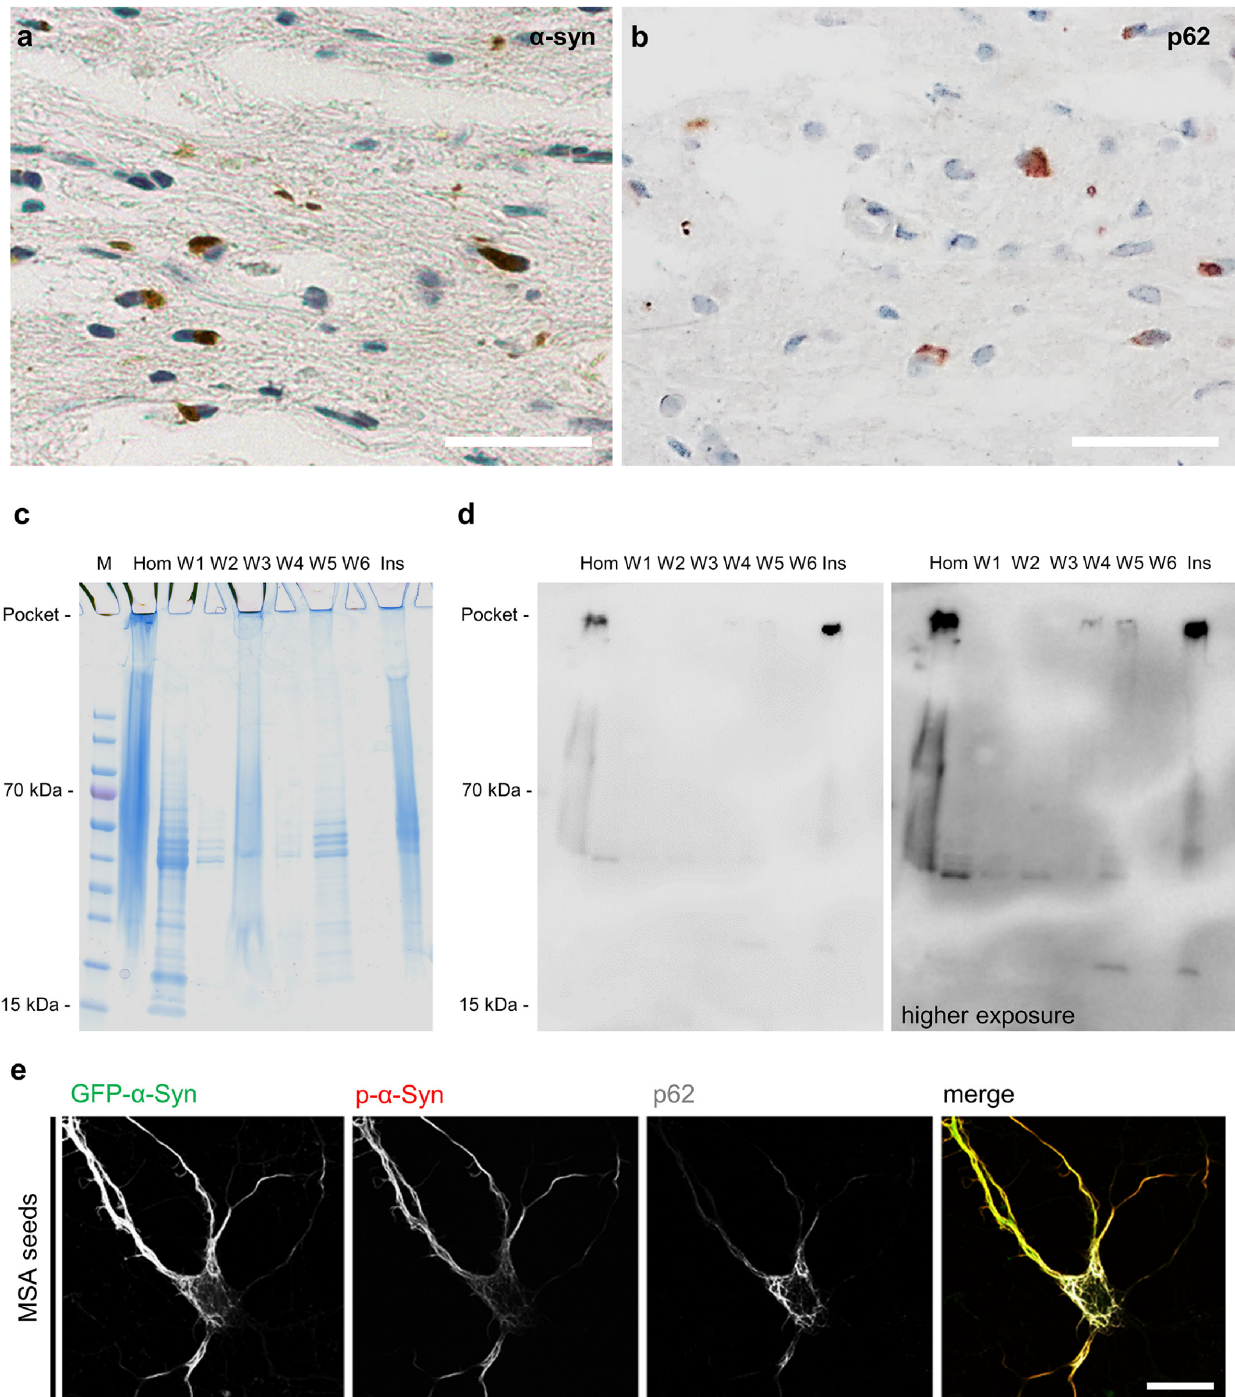 a
α-syn
b
p62
c
d
M Hom W1 W2 W3 W4 W5 W6 Ins
Hom W1 W2 W3 W4 W5 W6 Ins
Hom W1 W2 W3 W4 W5 W6 Ins
Pocket -
Pocket -
70 kDa -
70 kDa -
15 kDa -
15 kDa -
higher exposure
e
GFP-α-Syn
p-α-Syn
p62
merge
MSA seeds